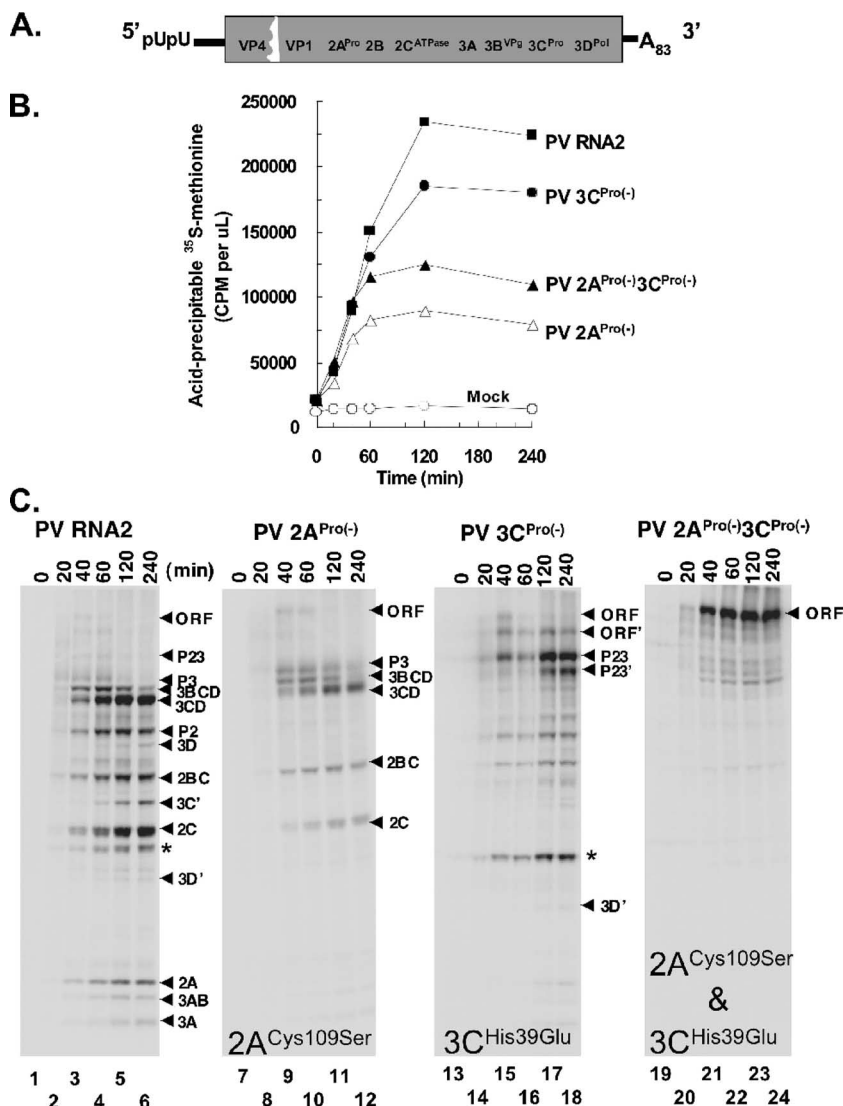 A.
5' pUpU VP4 VP1 2A^Pro 2B 2C^ATPase 3A 3B^VPg 3C^Pro 3D^Pol A_83 3'
B.
Acid-precipitable ³⁵S-methionine
(CPM per uL)
250000
200000
150000
100000
50000
0
0 60 120 180 240
Time (min)
PV RNA2
PV 3C^Pro(-)
PV 2A^Pro(-)3C^Pro(-)
PV 2A^Pro(-)
Mock
C.
PV RNA2
0 20 40 60 120 240 (min)
ORF
P23
P3
3BCD
3CD
P2
3D
2BC
3C'
2C
*
3D'
2A
3AB
3A
1 2 3 4 5 6
PV 2A^Pro(-)
0 20 40 60 120 240
ORF
P3
3BCD
3CD
2BC
2C
2A^Cys109Ser
7 8 9 10 11 12
PV 3C^Pro(-)
0 20 40 60 120 240
ORF
ORF'
P23
P23'
*
3D'
3C^His39Glu
13 14 15 16 17 18
PV 2A^Pro(-)3C^Pro(-)
0 20 40 60 120 240
ORF
2A^Cys109Ser
&
3C^His39Glu
19 20 21 22 23 24